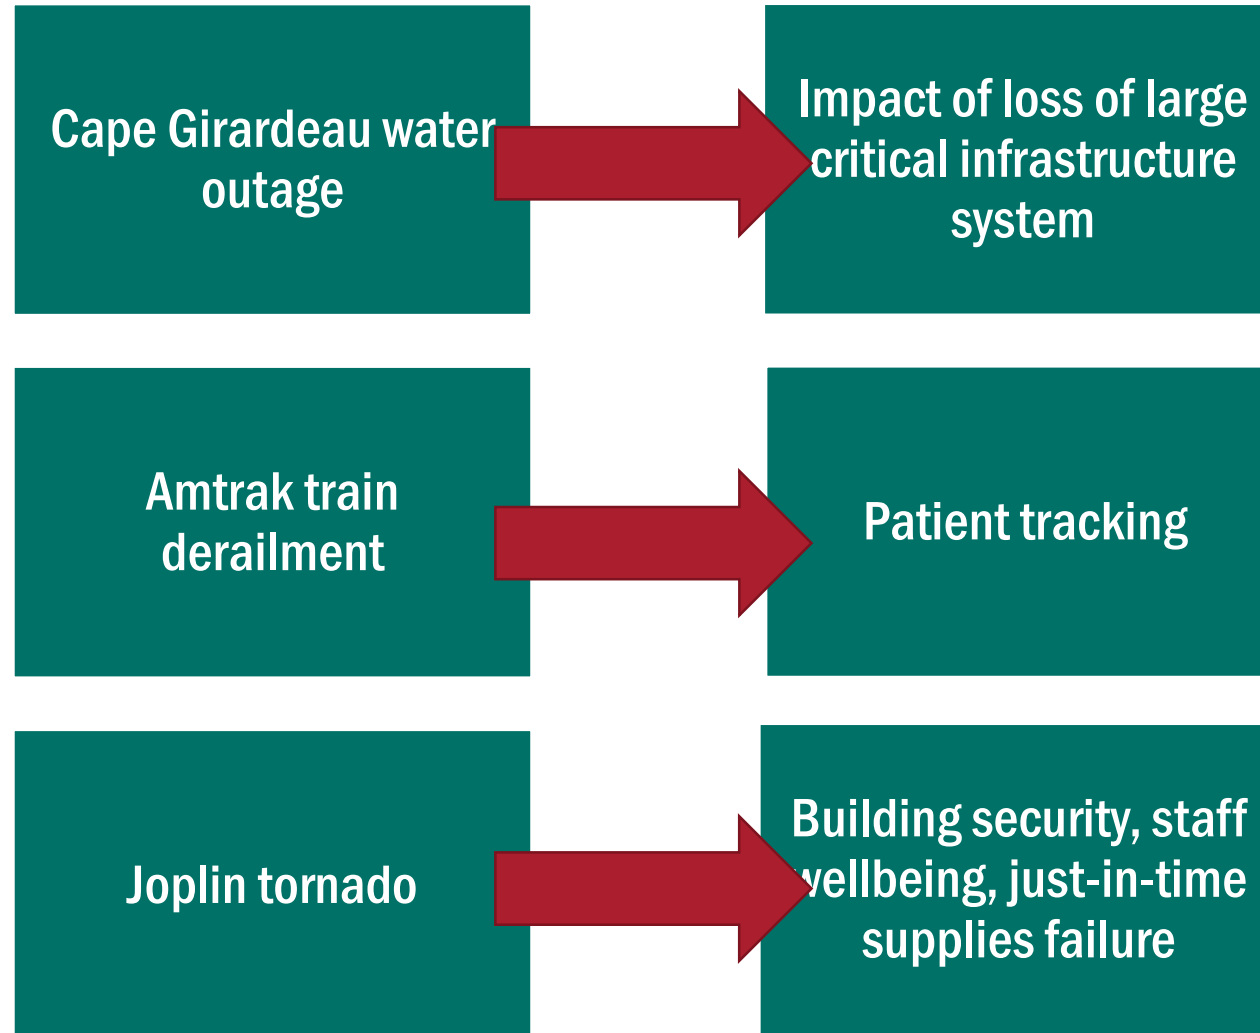 Cape Girardeau water
outage
Impact of loss of large
critical infrastructure
system
Amtrak train
derailment
Patient tracking
Joplin tornado
Building security, staff
wellbeing, just-in-time
supplies failure